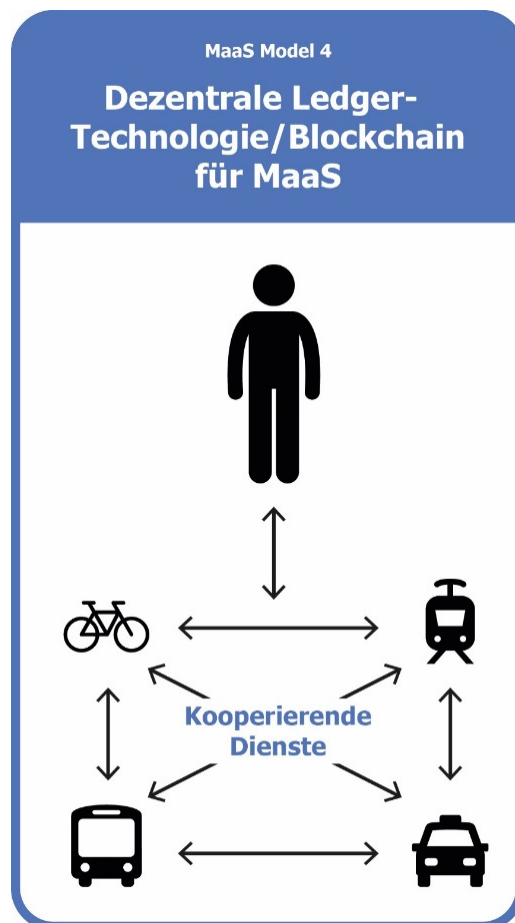 MaaS Model 4
Dezentrale Ledger-
Technologie/Blockchain
für MaaS
Kooperierende
Dienste